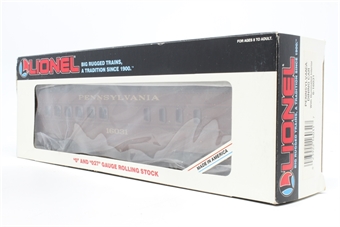 FOR AGES 8 TO ADULT.
LIONEL
BIG RUGGED TRAINS,
A TRADITION SINCE 1900.
PENNSYLVANIA
MADE IN AMERICA
"O" AND "O27" GAUGE ROLLING STOCK
LIONEL